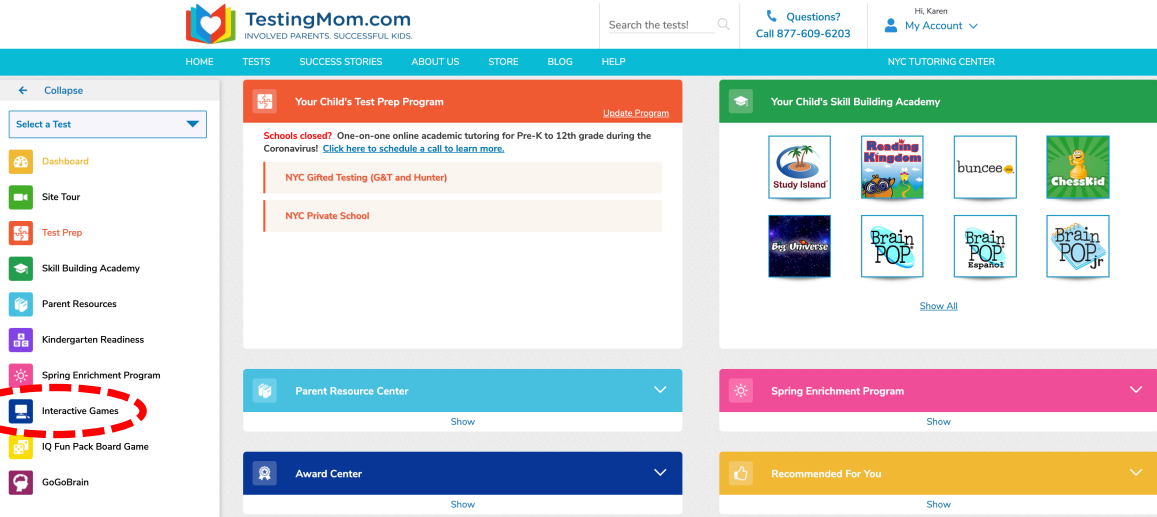 TestingMom.com
INVOLVED PARENTS. SUCCESSFUL KIDS.
Search the tests!
Questions?
Call 877-609-6203
Hi, Karen
My Account
HOME TESTS SUCCESS STORIES ABOUT US STORE BLOG HELP NYC TUTORING CENTER
Collapse
Select a Test
Dashboard
Site Tour
Test Prep
Skill Building Academy
Parent Resources
Kindergarten Readiness
Spring Enrichment Program
Interactive Games
IQ Fun Pack Board Game
GoGoBrain
Your Child's Test Prep Program
Update Program
Schools closed? One-on-one online academic tutoring for Pre-K to 12th grade during the
Coronavirus! Click here to schedule a call to learn more.
NYC Gifted Testing (G&T and Hunter)
NYC Private School
Your Child's Skill Building Academy
Study Island
Reading
Kingdom
buncee
ChessKid
Big Universe
Brain
POP
Brain
POP
Español
Brain
POP jr
Show All
Parent Resource Center
Show
Spring Enrichment Program
Show
Award Center
Show
Recommended For You
Show